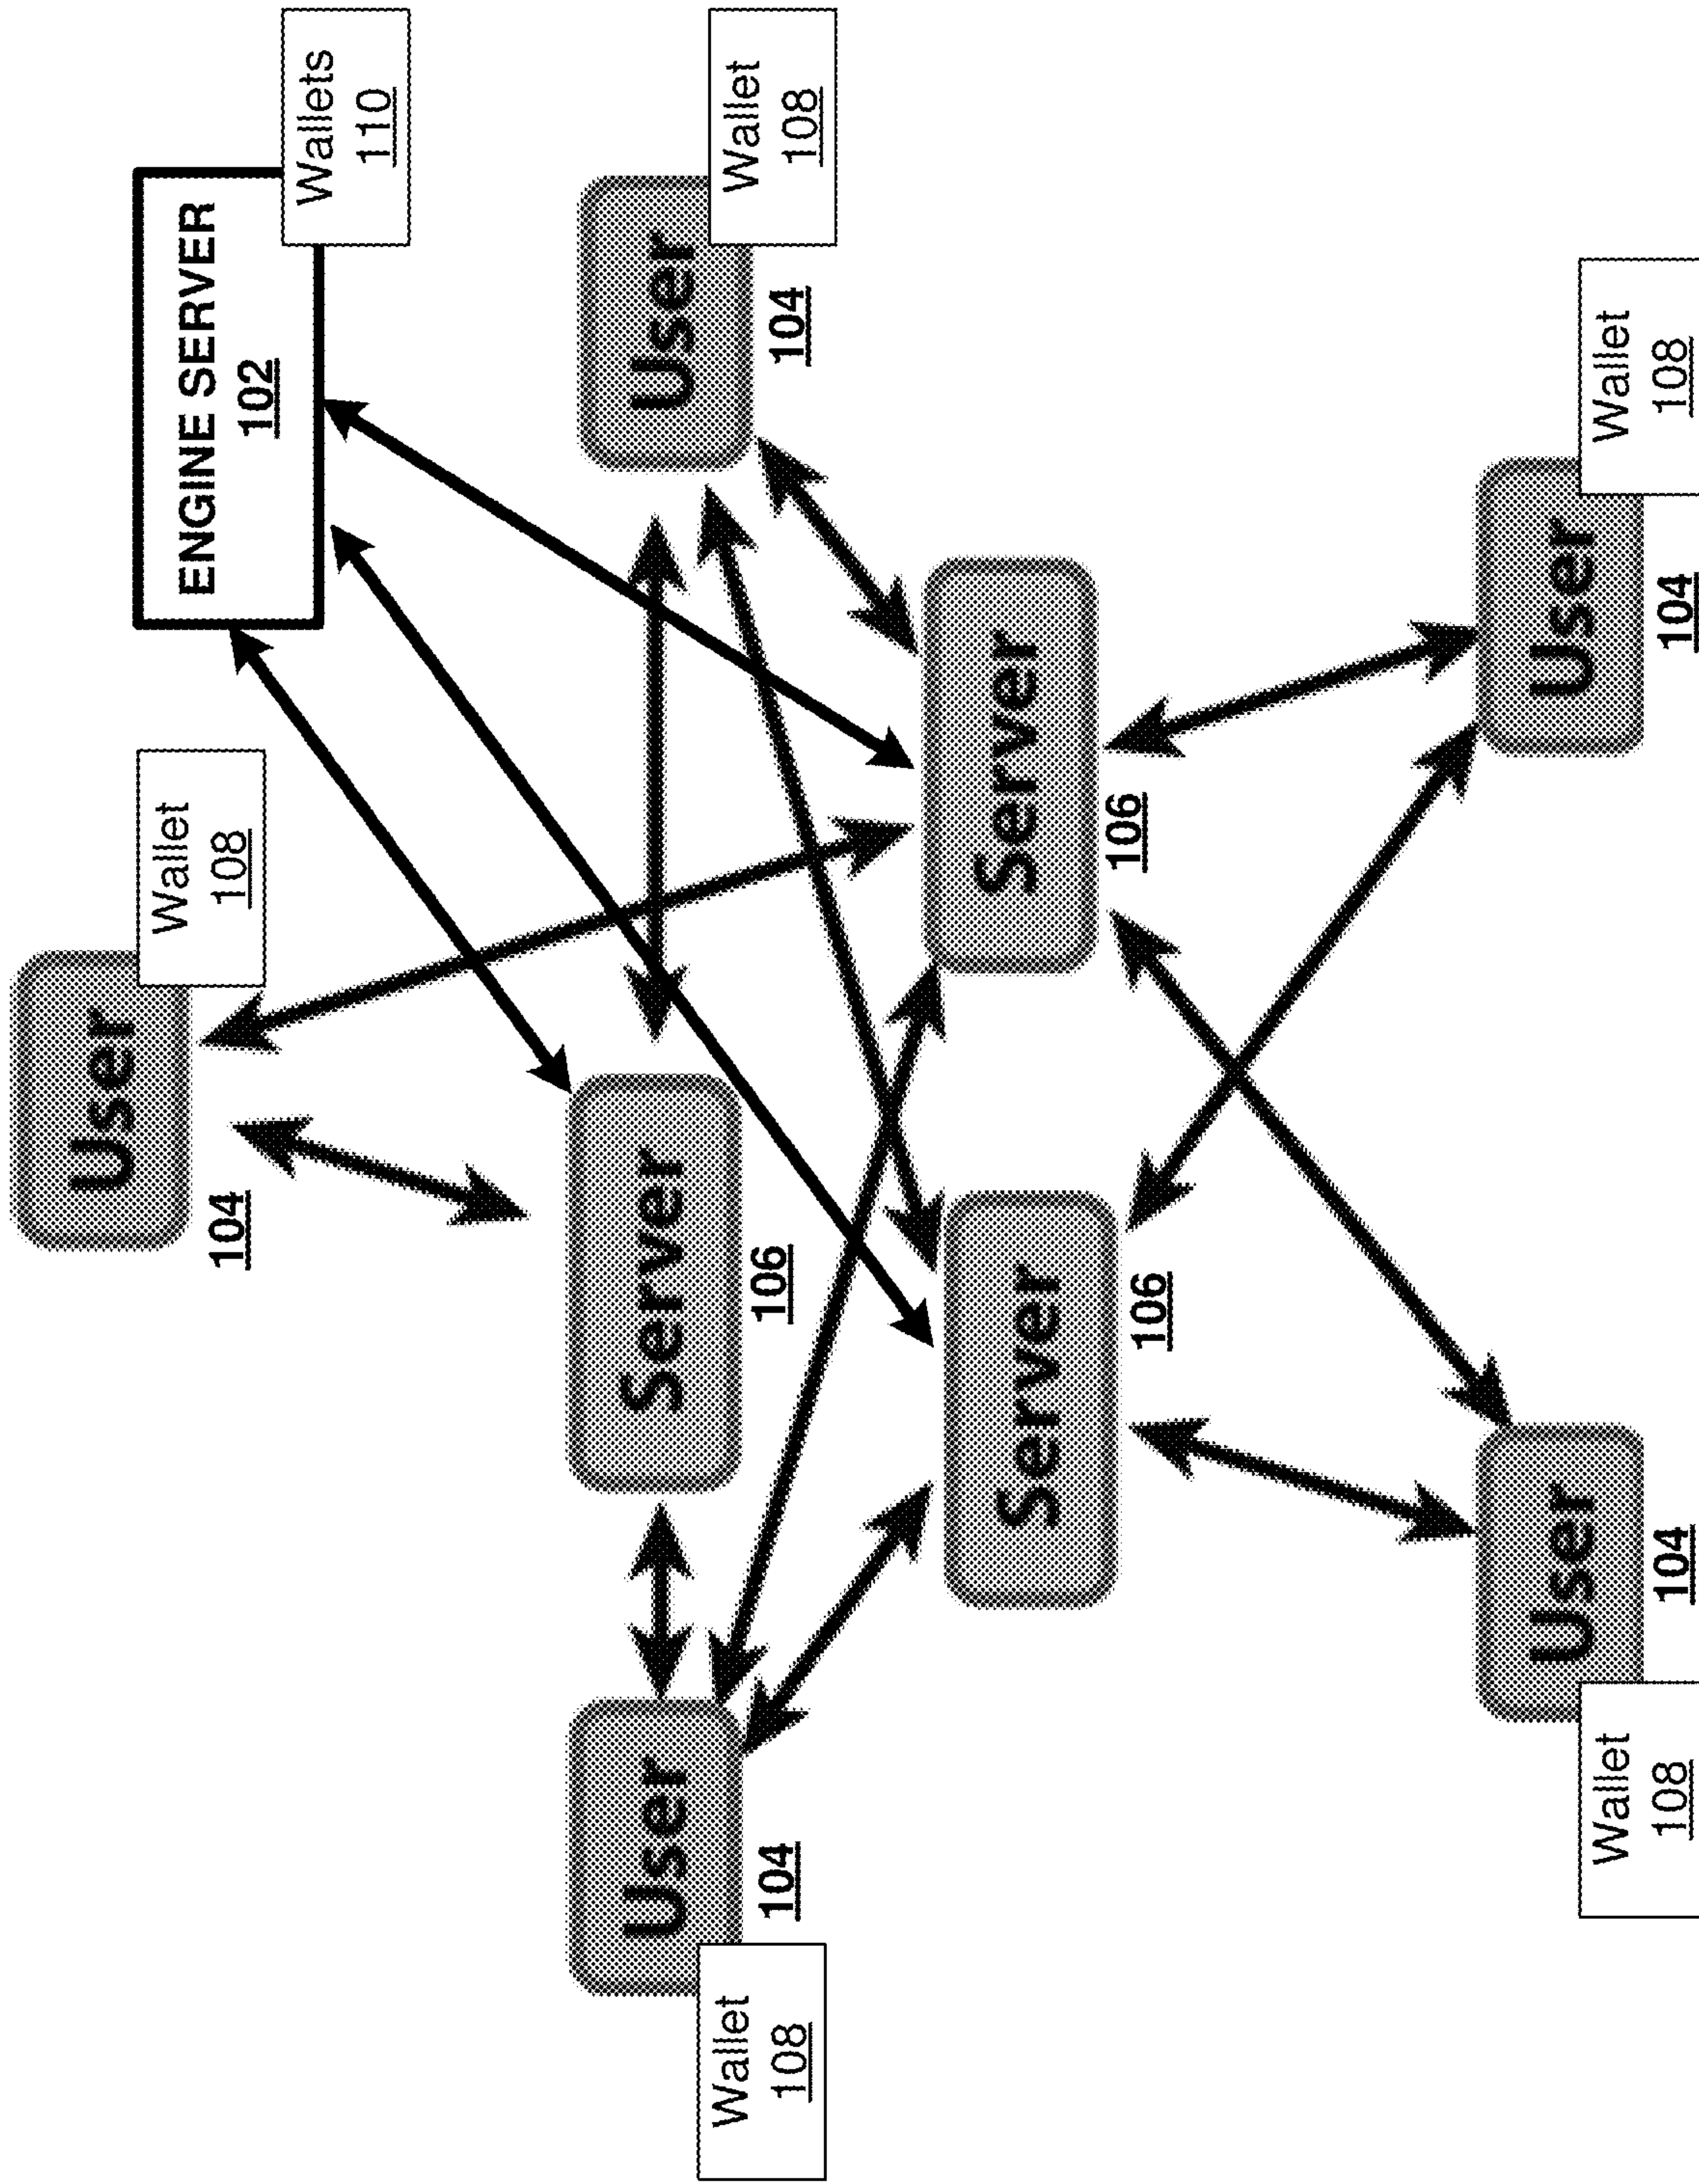 User
104
Wallet
108
ENGINE SERVER
102
Wallets
110
User
104
Wallet
108
Server
106
User
104
Wallet
108
Server
106
Server
106
User
104
Wallet
108
User
104
Wallet
108